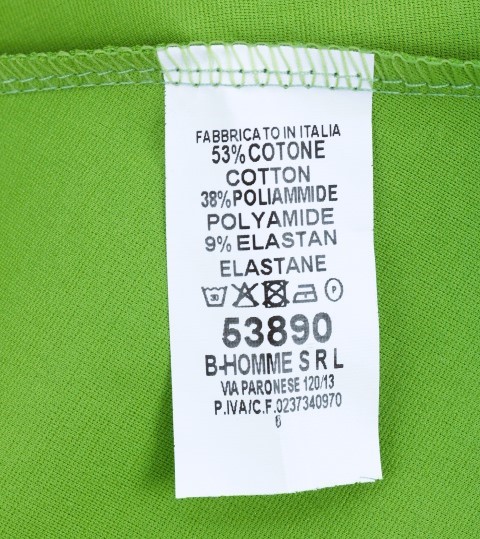 FABBRICATO IN ITALIA
53% COTONE
COTTON
38% POLIAMMIDE
POLYAMIDE
9% ELASTAN
ELASTANE
30 P
53890
B-HOMME S R L
VIA PARONESE 120/13
P.IVA/C.F.0237340970
6